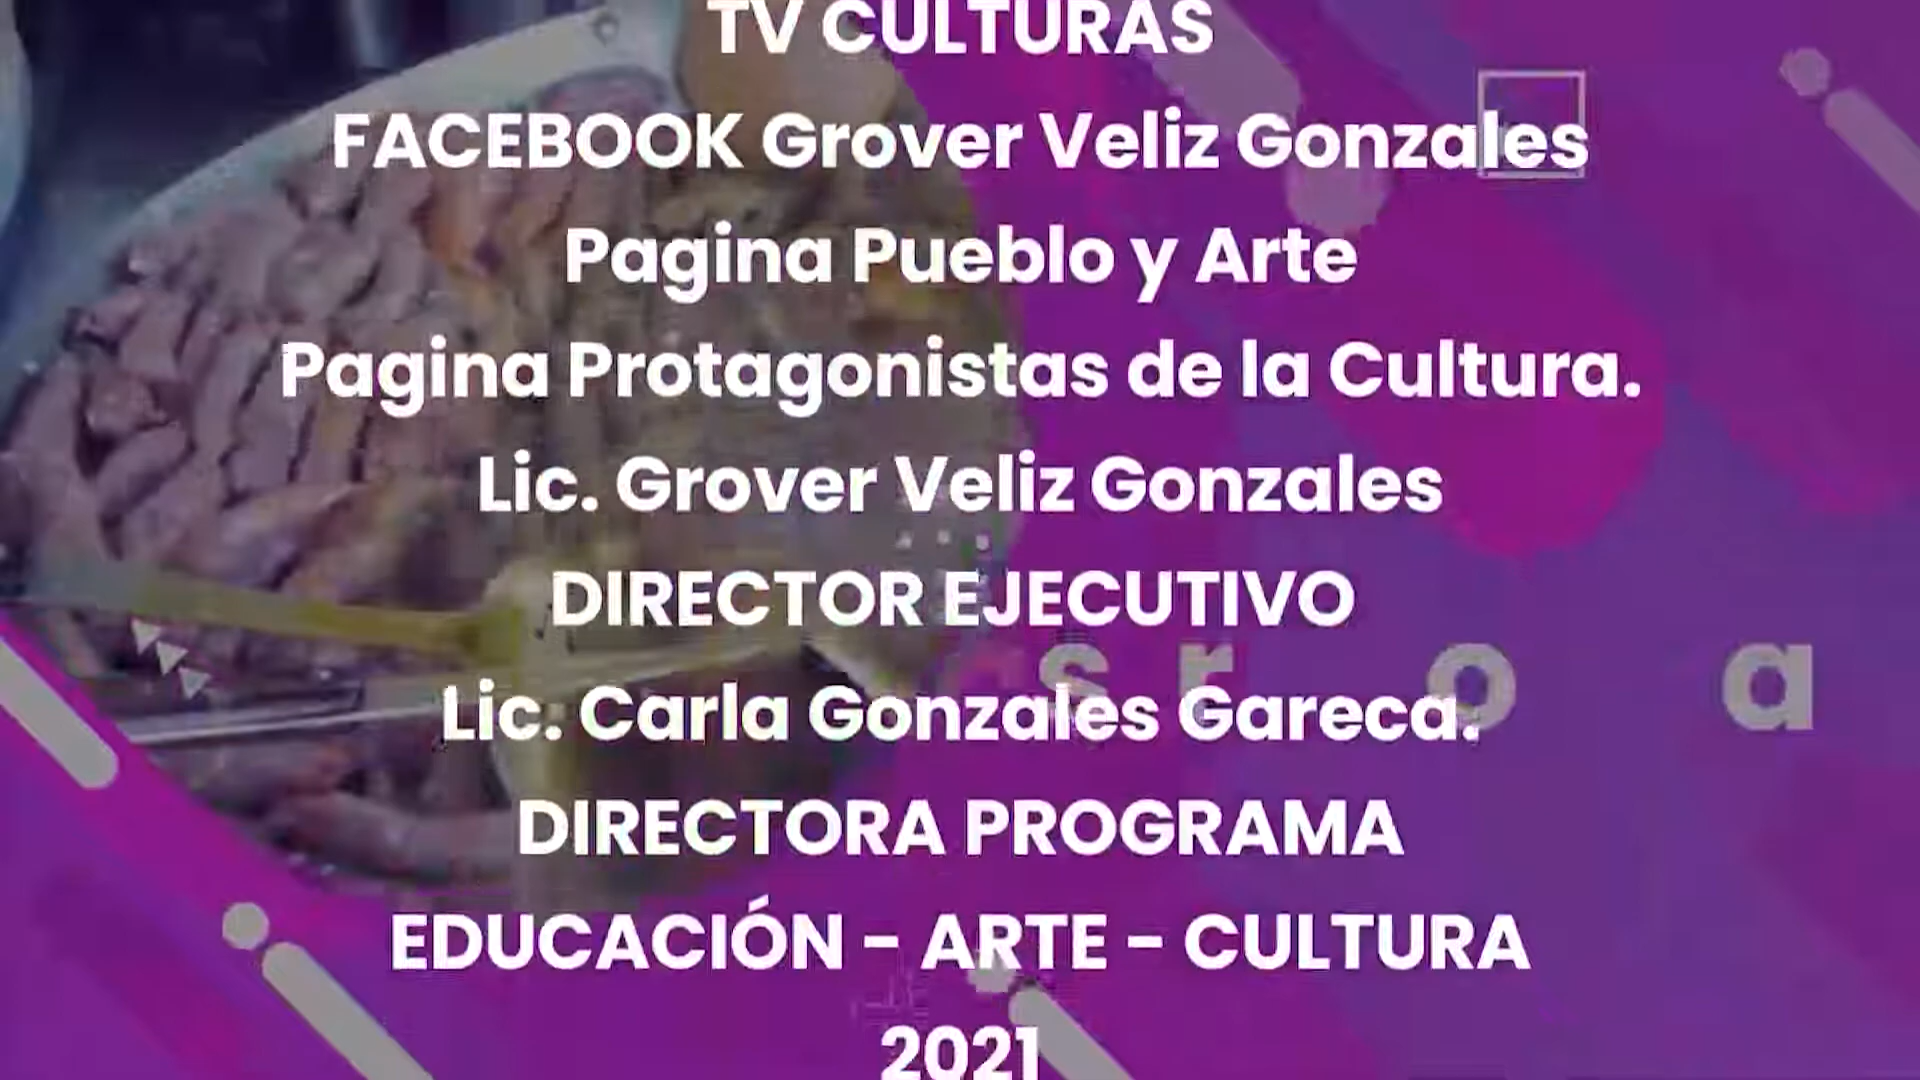 TV CULTURAS
FACEBOOK Grover Veliz Gonzales
Pagina Pueblo y Arte
Pagina Protagonistas de la Cultura.
Lic. Grover Veliz Gonzales
DIRECTOR EJECUTIVO
s r o a
Lic. Carla Gonzales Gareca.
DIRECTORA PROGRAMA
EDUCACIÓN - ARTE - CULTURA
2021